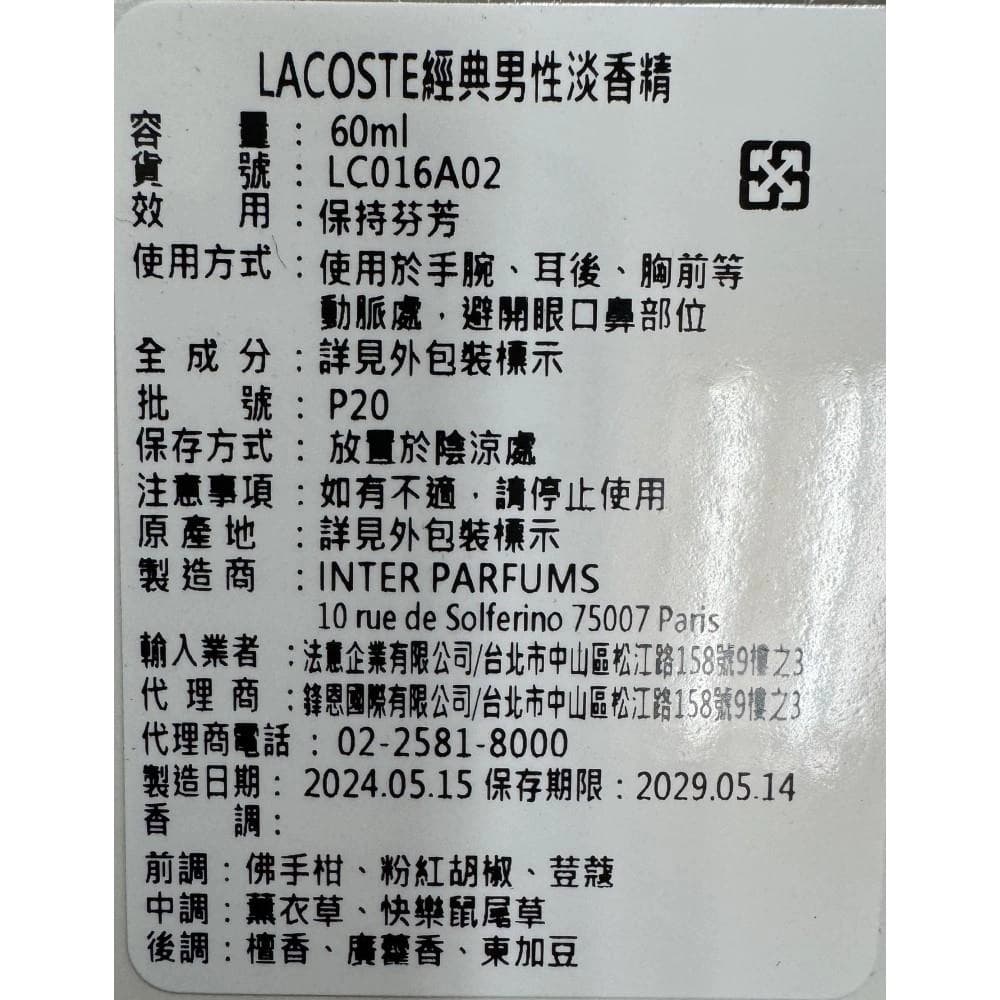 LACOSTE經典男性淡香精
容量：60ml
貨號：LC016A02
效用：保持芬芳
使用方式：使用於手腕、耳後、胸前等
動脈處，避開眼口鼻部位
全成分：詳見外包裝標示
批號：P20
保存方式：放置於陰涼處
注意事項：如有不適，請停止使用
原產地：詳見外包裝標示
製造商：INTER PARFUMS
10 rue de Solferino 75007 Paris
輸入業者：法意企業有限公司/台北市中山區松江路158號9樓之3
代理商：鋒恩國際有限公司/台北市中山區松江路158號9樓之3
代理商電話：02-2581-8000
製造日期：2024.05.15 保存期限：2029.05.14
香調：
前調：佛手柑、粉紅胡椒、荳蔻
中調：薰衣草、快樂鼠尾草
後調：檀香、廣藿香、東加豆